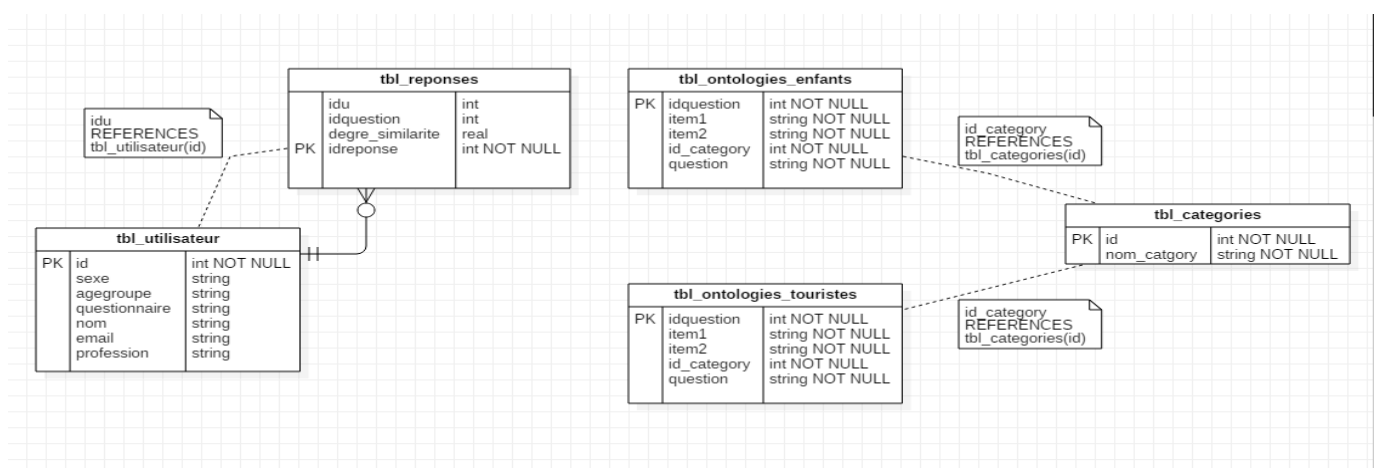 tbl_reponses
idu int
idquestion int
degre_similarite real
PK idreponse int NOT NULL
idu
REFERENCES
tbl_utilisateur(id)
tbl_utilisateur
PK id int NOT NULL
sexe string
agegroupe string
questionnaire string
nom string
email string
profession string
tbl_ontologies_enfants
PK idquestion int NOT NULL
item1 string NOT NULL
item2 string NOT NULL
id_category int NOT NULL
question string NOT NULL
id_category
REFERENCES
tbl_categories(id)
tbl_categories
PK id int NOT NULL
nom_catgory string NOT NULL
tbl_ontologies_touristes
PK idquestion int NOT NULL
item1 string NOT NULL
item2 string NOT NULL
id_category int NOT NULL
question string NOT NULL
id_category
REFERENCES
tbl_categories(id)